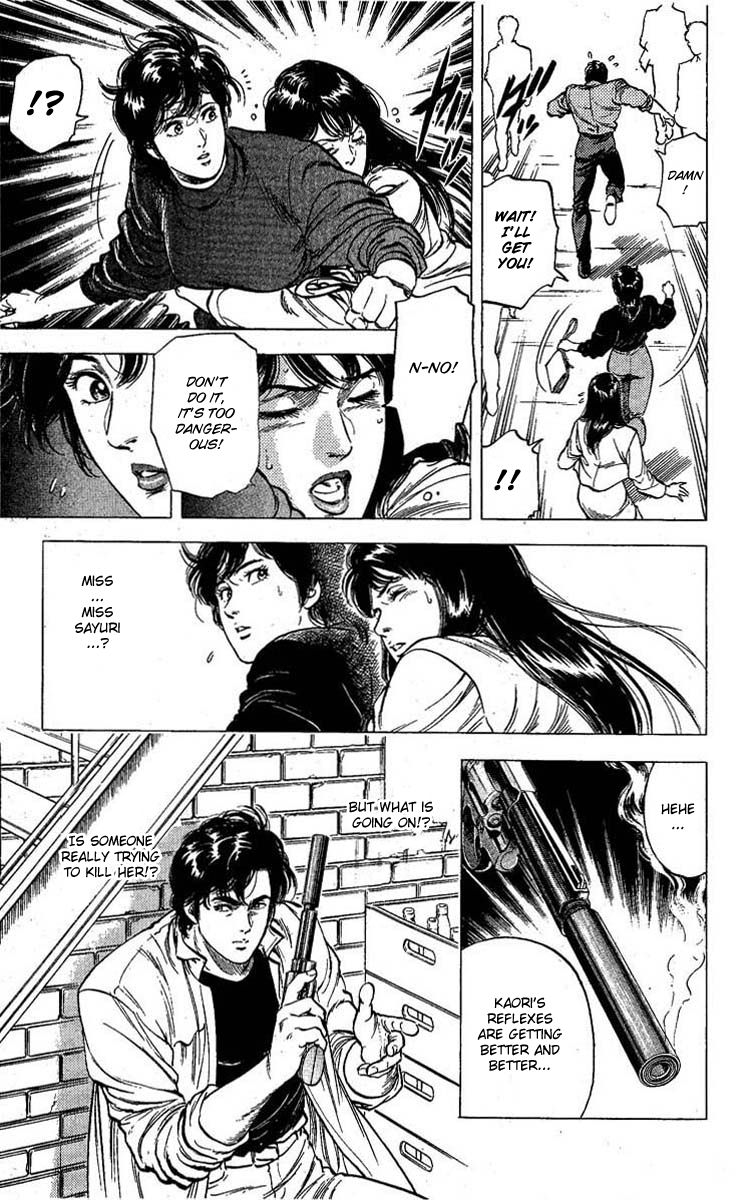 DAMN
!
WAIT!
I'LL
GET
YOU!
!!
!?
N-NO!
DON'T
DO IT,
IT'S TOO
DANGER-
OUS!
MISS
...
MISS
SAYURI
...?
HEHE
...
KAORI'S
REFLEXES
ARE GETTING
BETTER AND
BETTER...
BUT WHAT IS
GOING ON!?
IS SOMEONE
REALLY TRYING
TO KILL HER!?